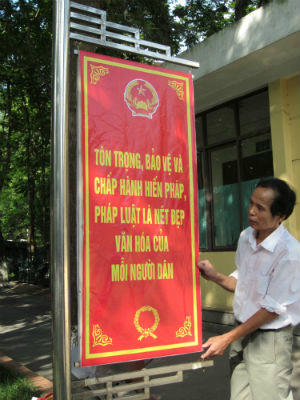 TÔN TRỌNG, BẢO VỆ VÀ
CHẤP HÀNH HIẾN PHÁP,
PHÁP LUẬT LÀ NÉT ĐẸP
VĂN HÓA CỦA
MỖI NGƯỜI DÂN